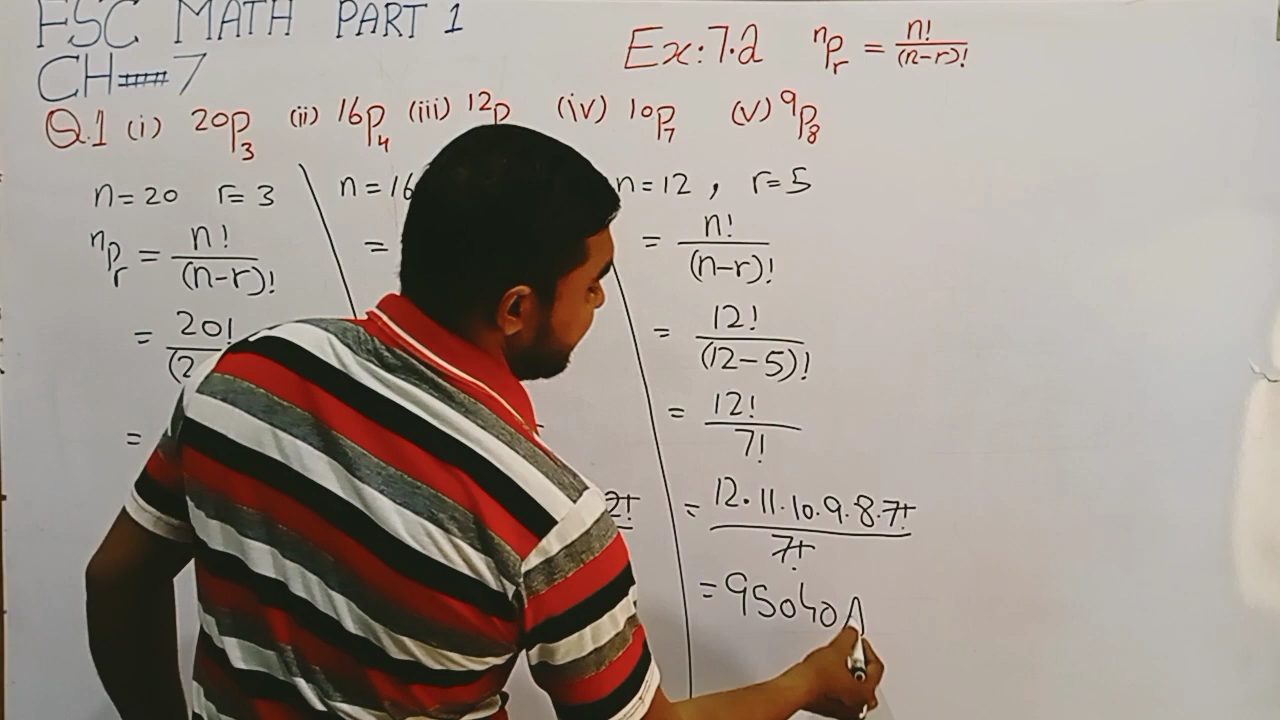 FSC MATH PART 1
CH 7
Ex: 7.2 ⁿPᵣ = n!/(n-r)!
Q.1 (i) 20P₃ (ii) 16P₄ (iii) 12P (iv) 10P₇ (v) 9P₈
n=20 r=3
ⁿPᵣ = n!/(n-r)!
= 20!/(2
=
n=16
=
2!
n=12 , r=5
= n!/(n-r)!
= 12!/(12-5)!
= 12!/7!
= 12.11.10.9.8.7!/7!
= 95040 A